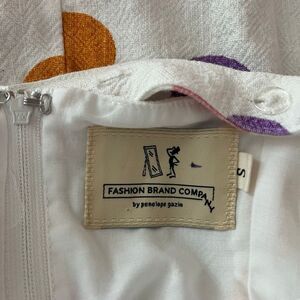 FASHION BRAND COMPANY
by penelope gazin
S